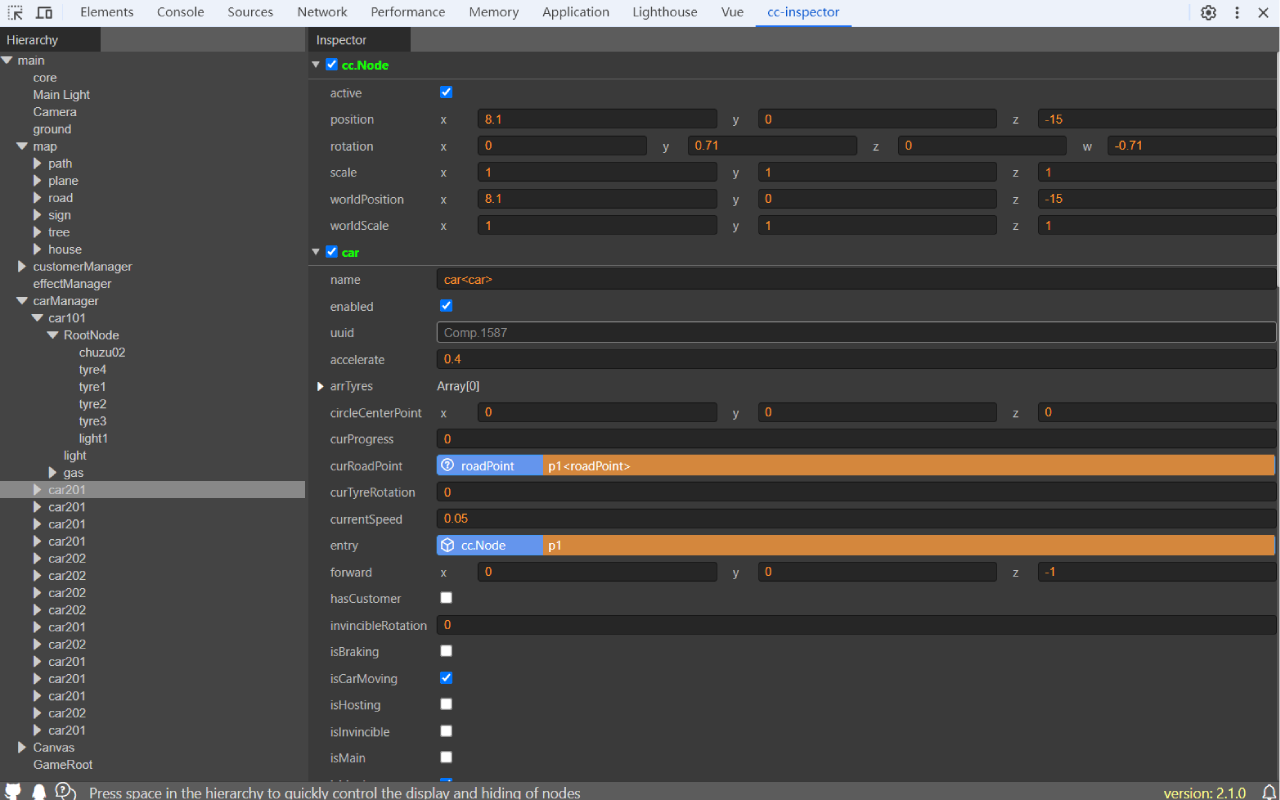 Elements Console Sources Network Performance Memory Application Lighthouse Vue cc-inspector
Hierarchy
main
core
Main Light
Camera
ground
map
path
plane
road
sign
tree
house
customerManager
effectManager
carManager
car101
RootNode
chuzu02
tyre4
tyre1
tyre2
tyre3
light1
light
gas
car201
car201
car201
car201
car202
car202
car202
car202
car201
car202
car201
car201
car201
car202
car201
Canvas
GameRoot
Inspector
cc.Node
active
position x 8.1 y 0 z -15
rotation x 0 y 0.71 z 0 w -0.71
scale x 1 y 1 z 1
worldPosition x 8.1 y 0 z -15
worldScale x 1 y 1 z 1
car
name car<car>
enabled
uuid Comp.1587
accelerate 0.4
arrTyres Array[0]
circleCenterPoint x 0 y 0 z 0
curProgress 0
curRoadPoint roadPoint p1<roadPoint>
curTyreRotation 0
currentSpeed 0.05
entry cc.Node p1
forward x 0 y 0 z -1
hasCustomer
invincibleRotation 0
isBraking
isCarMoving
isHosting
isInvincible
isMain
Press space in the hierarchy to quickly control the display and hiding of nodes
version: 2.1.0